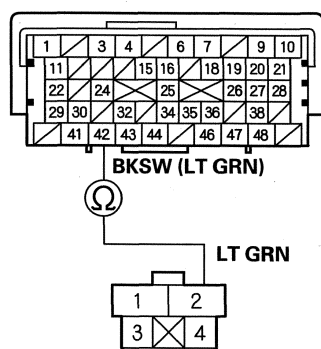 1 3 4 6 7 9 10
11 15 16 18 19 20 21
22 24 25 26 27 28
29 30 32 34 35 36 38
41 42 43 44 46 47 48
BKSW (LT GRN)
Ω
LT GRN
1 2
3 4